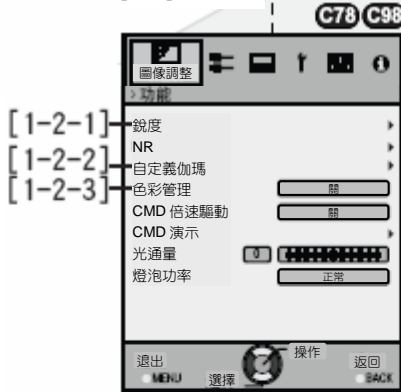 C78 C98
圖像調整
>功能
[1-2-1] 銳度
NR
[1-2-2] 自定義伽瑪
[1-2-3] 色彩管理 關
CMD 倍速驅動 關
CMD 演示
光通量 0
燈泡功率 正常
操作
退出 返回
MENU 選擇 BACK